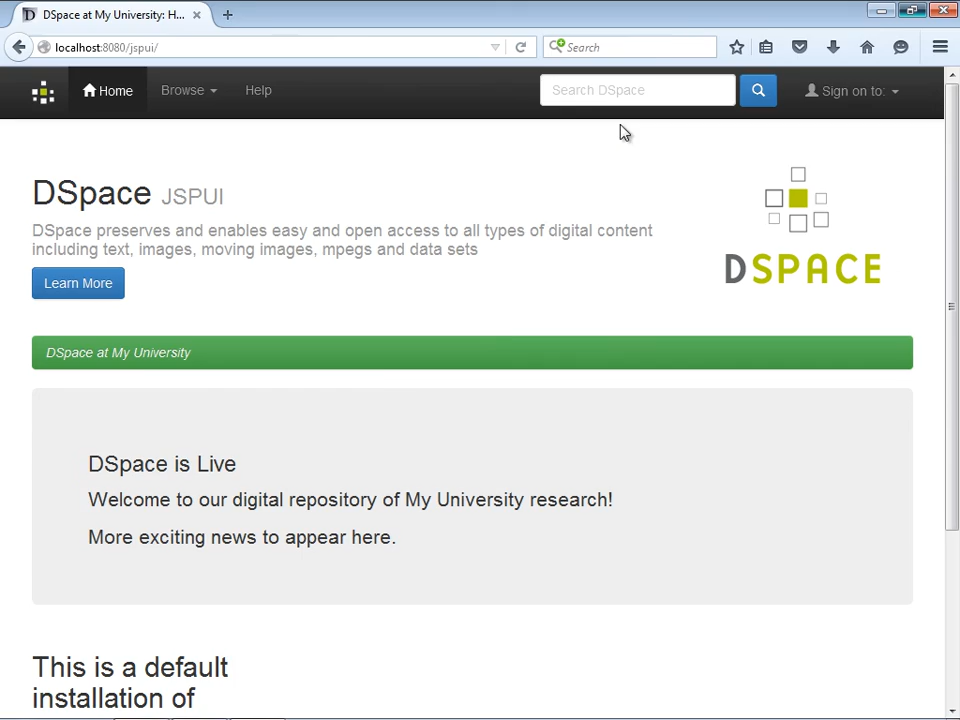 DSpace at My University: H...
localhost:8080/jspui/
Search
Home
Browse
Help
Search DSpace
Sign on to:
DSpace JSPUI
DSpace preserves and enables easy and open access to all types of digital content
including text, images, moving images, mpegs and data sets
Learn More
DSPACE
DSpace at My University
DSpace is Live
Welcome to our digital repository of My University research!
More exciting news to appear here.
This is a default
installation of